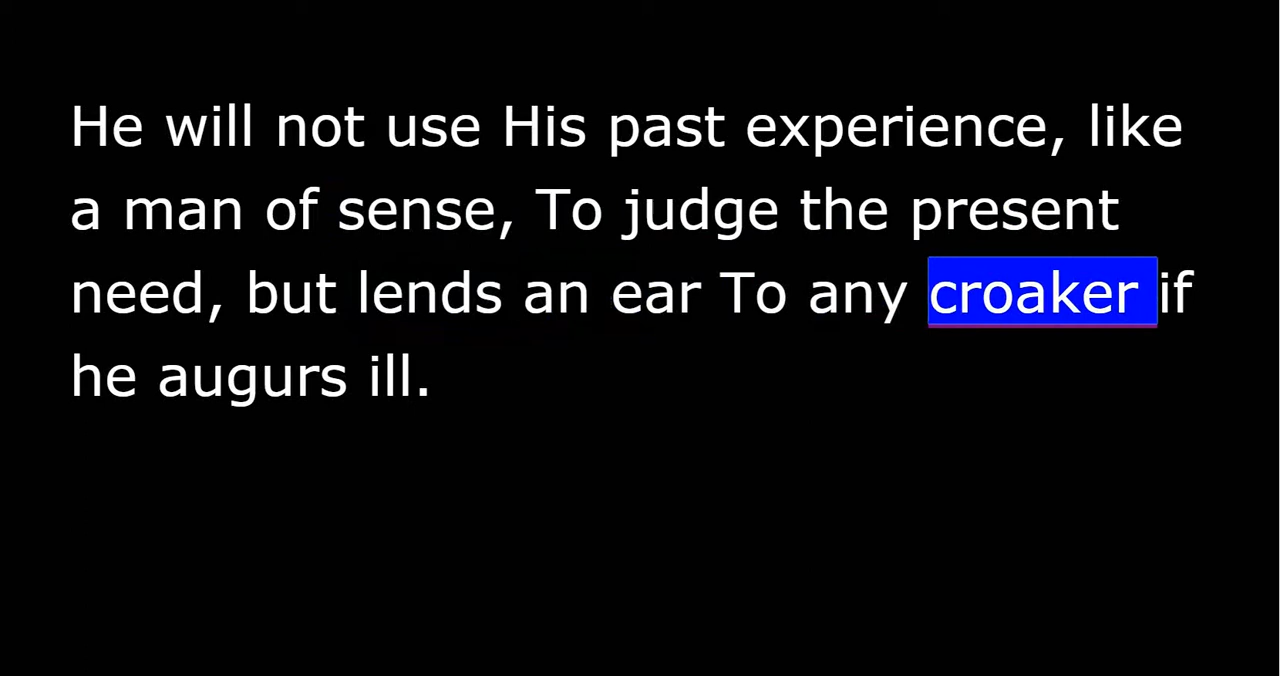 He will not use His past experience, like
a man of sense, To judge the present
need, but lends an ear To any croaker if
he augurs ill.